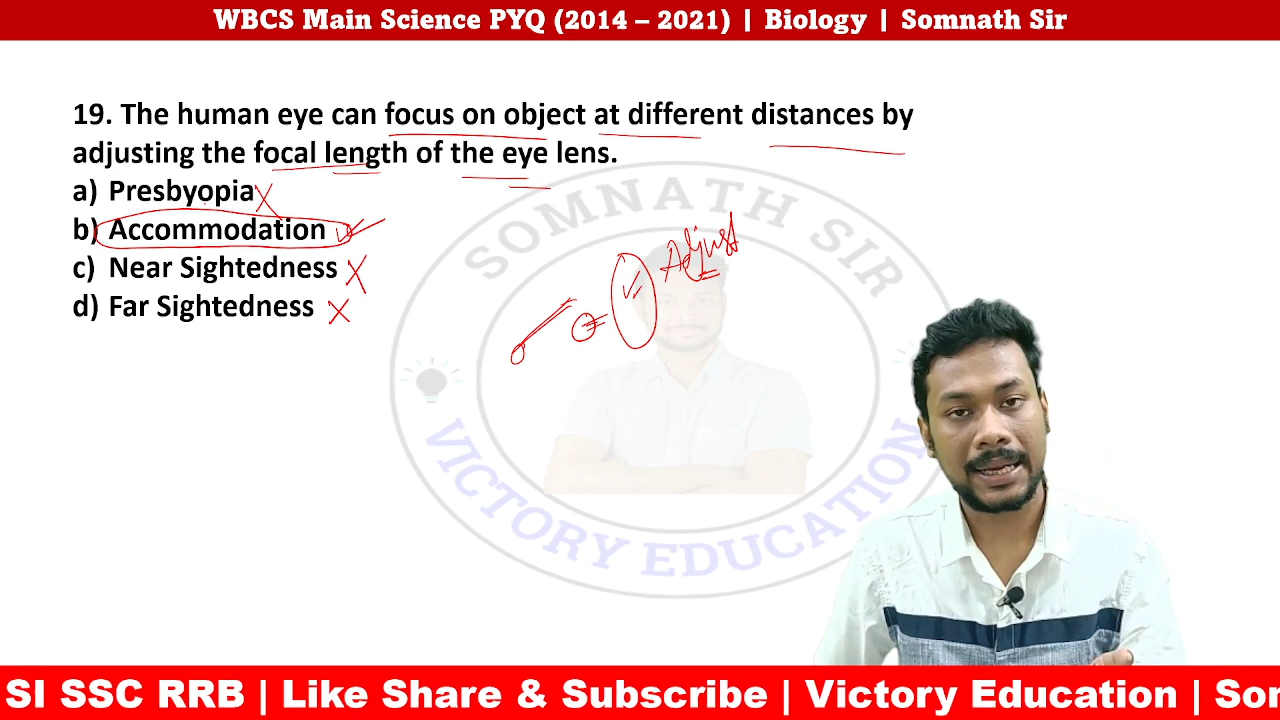 WBCS Main Science PYQ (2014 – 2021) | Biology | Somnath Sir
19. The human eye can focus on object at different distances by
adjusting the focal length of the eye lens.
a) Presbyopia
b) Accommodation
c) Near Sightedness
d) Far Sightedness
Adjust
SOMNATH SIR
VICTORY EDUCATION
SI SSC RRB | Like Share & Subscribe | Victory Education | Son